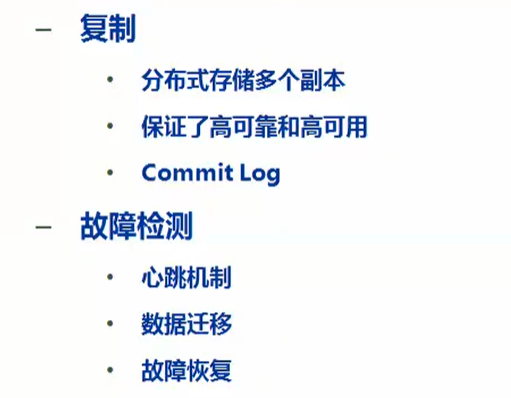 – 复制
• 分布式存储多个副本
• 保证了高可靠和高可用
• Commit Log
– 故障检测
• 心跳机制
• 数据迁移
• 故障恢复